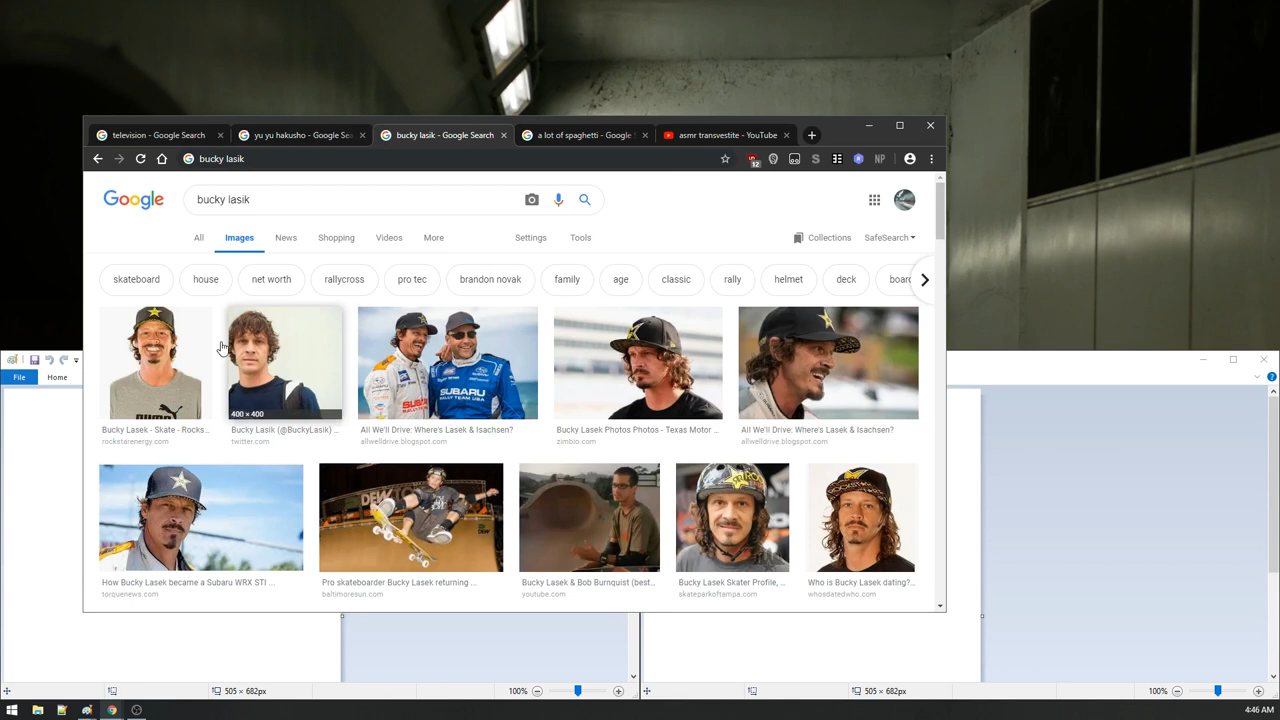 television - Google Search
yu yu hakusho - Google Sea
bucky lasik - Google Search
a lot of spaghetti - Google
asmr transvestite - YouTube
bucky lasik
12
NP
Google
bucky lasik
All
Images
News
Shopping
Videos
More
Settings
Tools
Collections
SafeSearch
skateboard
house
net worth
rallycross
pro tec
brandon novak
family
age
classic
rally
helmet
deck
board
400 × 400
Bucky Lasek - Skate - Rocks...
rockstarenergy.com
Bucky Lasik (@BuckyLasik) ...
twitter.com
All We'll Drive: Where's Lasek & Isachsen?
allwelldrive.blogspot.com
Bucky Lasek Photos Photos - Texas Motor ...
zimbio.com
All We'll Drive: Where's Lasek & Isachsen?
allwelldrive.blogspot.com
SUBARU
PUMA
How Bucky Lasek became a Subaru WRX STI ...
torquenews.com
Pro skateboarder Bucky Lasek returning ...
baltimoresun.com
Bucky Lasek & Bob Burnquist (best...
youtube.com
Bucky Lasek Skater Profile, ...
skateparkoftampa.com
Who is Bucky Lasek dating?...
whosdatedwho.com
File
Home
505 × 682px
100%
505 × 682px
100%
4:46 AM